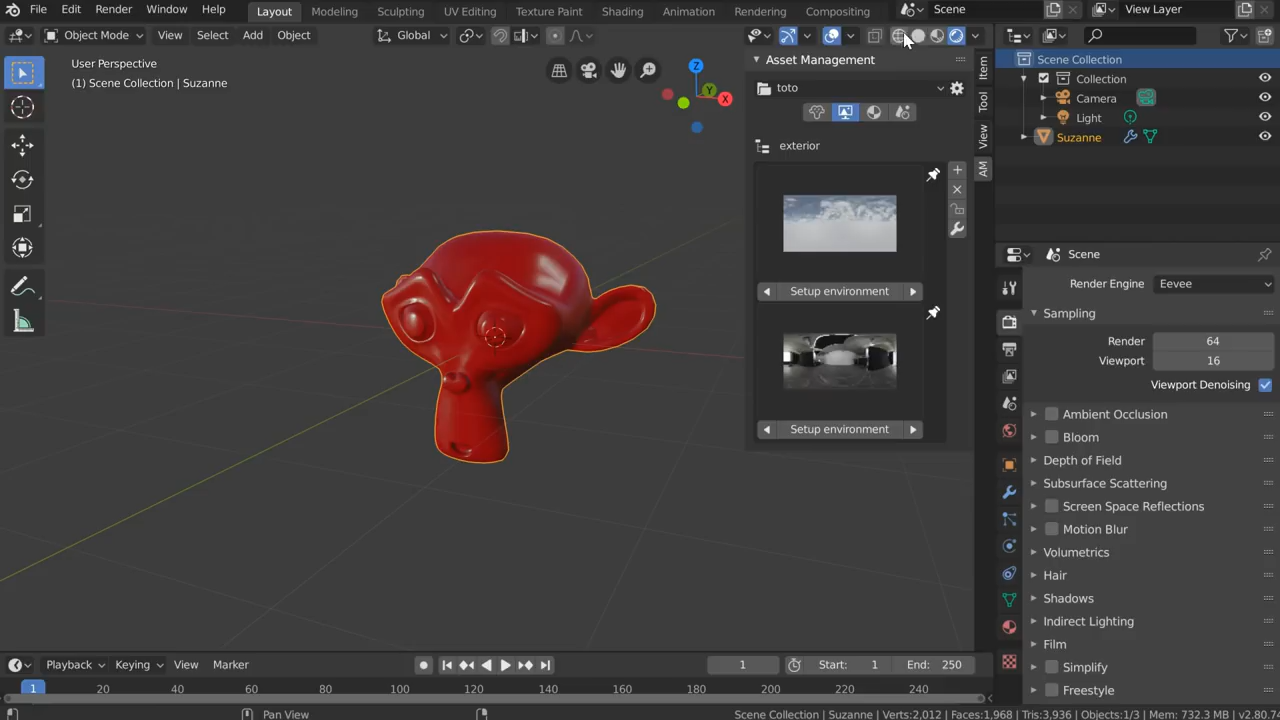 File Edit Render Window Help Layout Modeling Sculpting UV Editing Texture Paint Shading Animation Rendering Compositing Scene View Layer
Object Mode View Select Add Object Global
User Perspective
(1) Scene Collection | Suzanne
Z
Y
X
Asset Management
toto
exterior
Setup environment
Setup environment
Item
Tool
View
AM
Scene Collection
Collection
Camera
Light
Suzanne
Scene
Render Engine Eevee
Sampling
Render 64
Viewport 16
Viewport Denoising
Ambient Occlusion
Bloom
Depth of Field
Subsurface Scattering
Screen Space Reflections
Motion Blur
Volumetrics
Hair
Shadows
Indirect Lighting
Film
Simplify
Freestyle
Playback Keying View Marker 1 Start: 1 End: 250
1 20 40 60 80 100 120 140 160 180 200 220 240
Pan View Scene Collection | Suzanne | Verts:2,012 | Faces:1,968 | Tris:3,936 | Objects:1/3 | Mem: 732.3 MB | v2.80.74